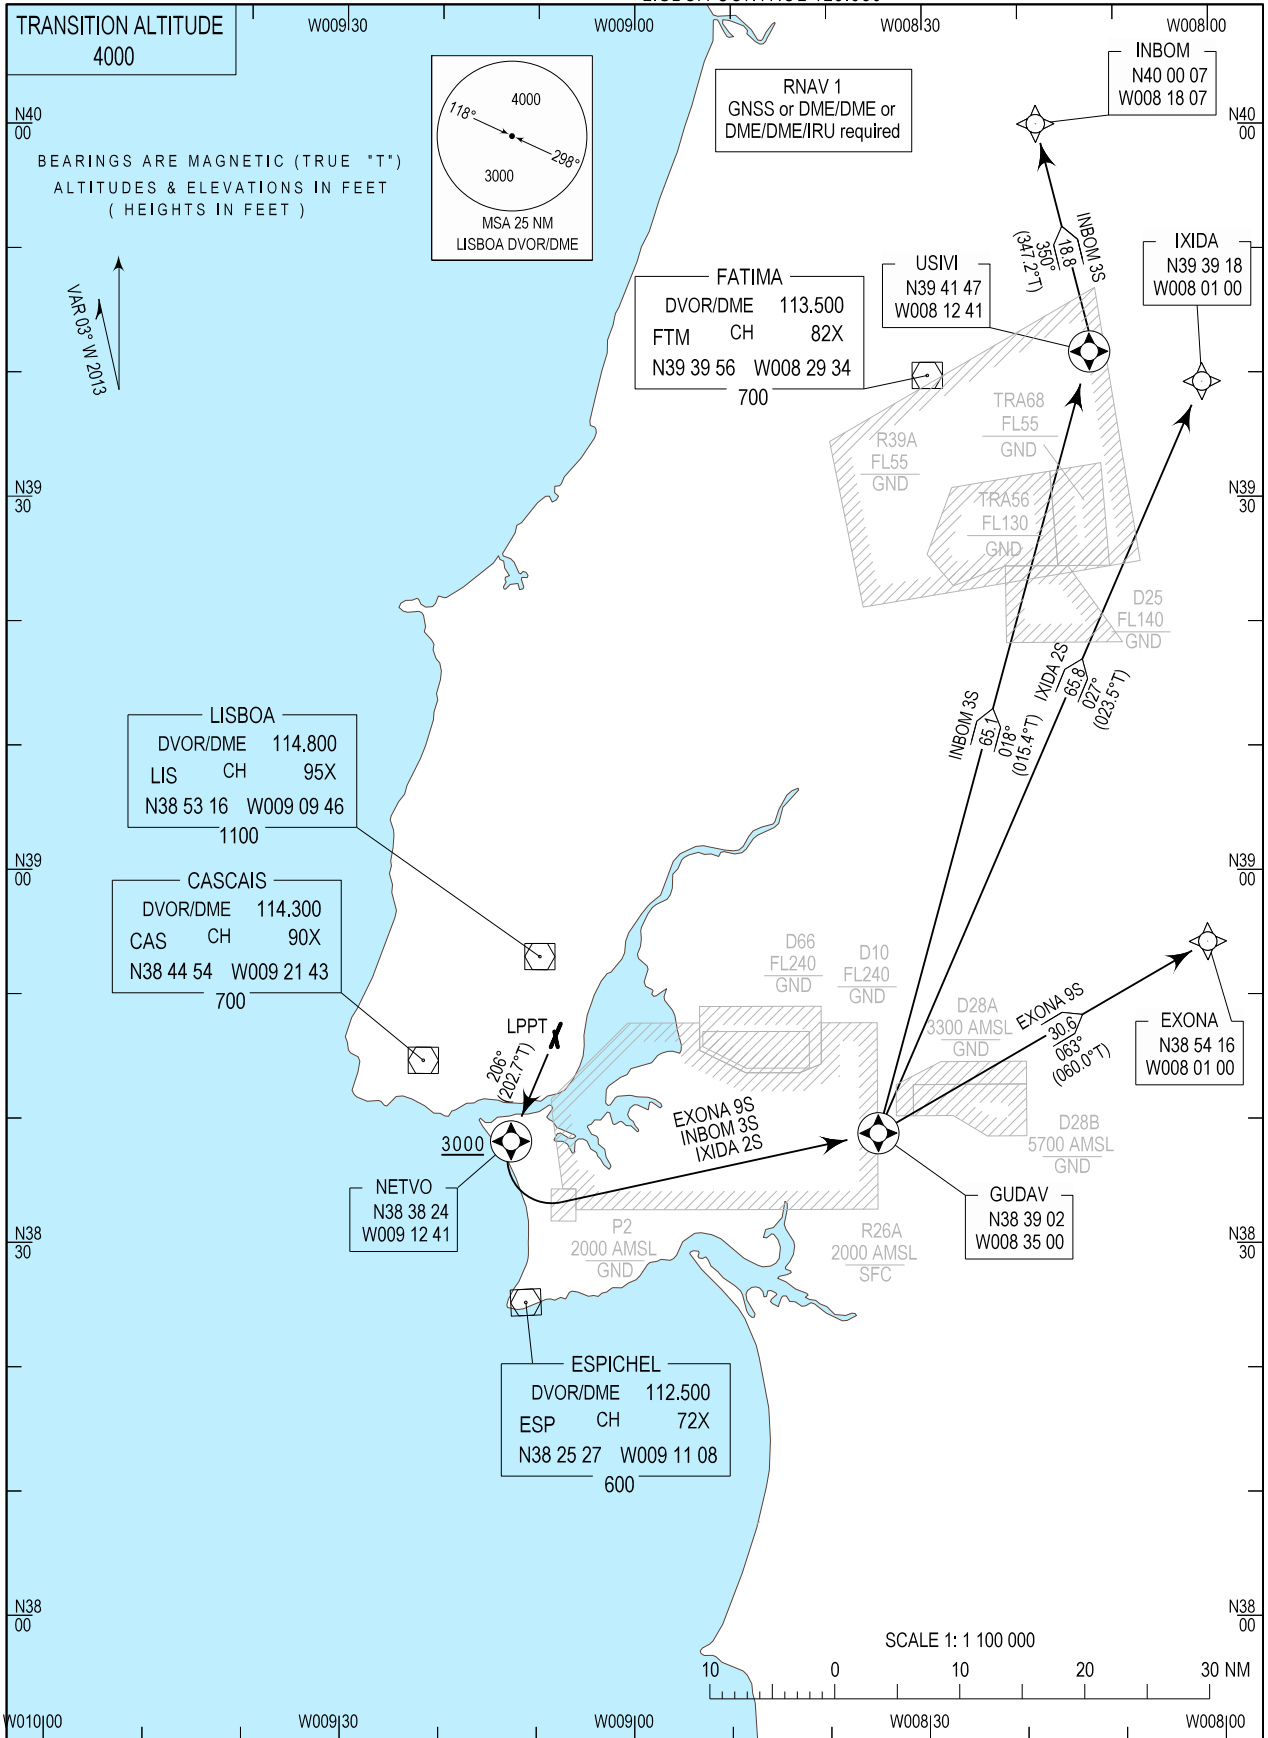 TRANSITION ALTITUDE
4000
W009 30
W009 00
W008 30
W008 00
INBOM
N40 00 07
W008 18 07
RNAV 1
GNSS or DME/DME or
DME/DME/IRU required
4000
118°
298°
3000
MSA 25 NM
LISBOA DVOR/DME
N40
00
N40
00
BEARINGS ARE MAGNETIC (TRUE "T")
ALTITUDES & ELEVATIONS IN FEET
( HEIGHTS IN FEET )
VAR 03° W 2013
INBOM 3S
18.8
350°
(347.2°T)
IXIDA
N39 39 18
W008 01 00
USIVI
N39 41 47
W008 12 41
FATIMA
DVOR/DME 113.500
FTM CH 82X
N39 39 56 W008 29 34
700
TRA68
FL55
GND
R39A
FL55
GND
TRA56
FL130
GND
N39
30
N39
30
D25
FL140
GND
IXIDA 2S
65.8
027°
(023.5°T)
INBOM 3S
65.1
018°
(015.4°T)
LISBOA
DVOR/DME 114.800
LIS CH 95X
N38 53 16 W009 09 46
1100
N39
00
N39
00
CASCAIS
DVOR/DME 114.300
CAS CH 90X
N38 44 54 W009 21 43
700
D66
FL240
GND
D10
FL240
GND
D28A
3300 AMSL
GND
EXONA 9S
30.6
063°
(060.0°T)
EXONA
N38 54 16
W008 01 00
LPPT
206°
(202.7°T)
EXONA 9S
INBOM 3S
IXIDA 2S
D28B
5700 AMSL
GND
3000
NETVO
N38 38 24
W009 12 41
GUDAV
N38 39 02
W008 35 00
P2
2000 AMSL
GND
R26A
2000 AMSL
SFC
N38
30
N38
30
ESPICHEL
DVOR/DME 112.500
ESP CH 72X
N38 25 27 W009 11 08
600
N38
00
N38
00
SCALE 1: 1 100 000
10 0 10 20 30 NM
W010 00
W009 30
W009 00
W008 30
W008 00